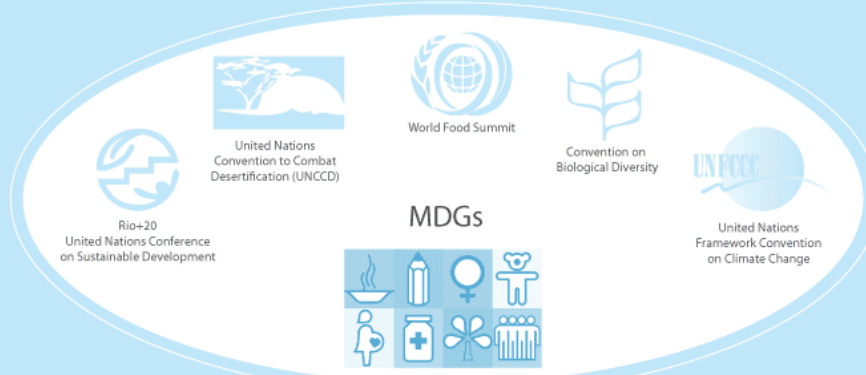 World Food Summit
United Nations
Convention to Combat
Desertification (UNCCD)
Convention on
Biological Diversity
UNFCCC
Rio+20
United Nations Conference
on Sustainable Development
MDGs
United Nations
Framework Convention
on Climate Change